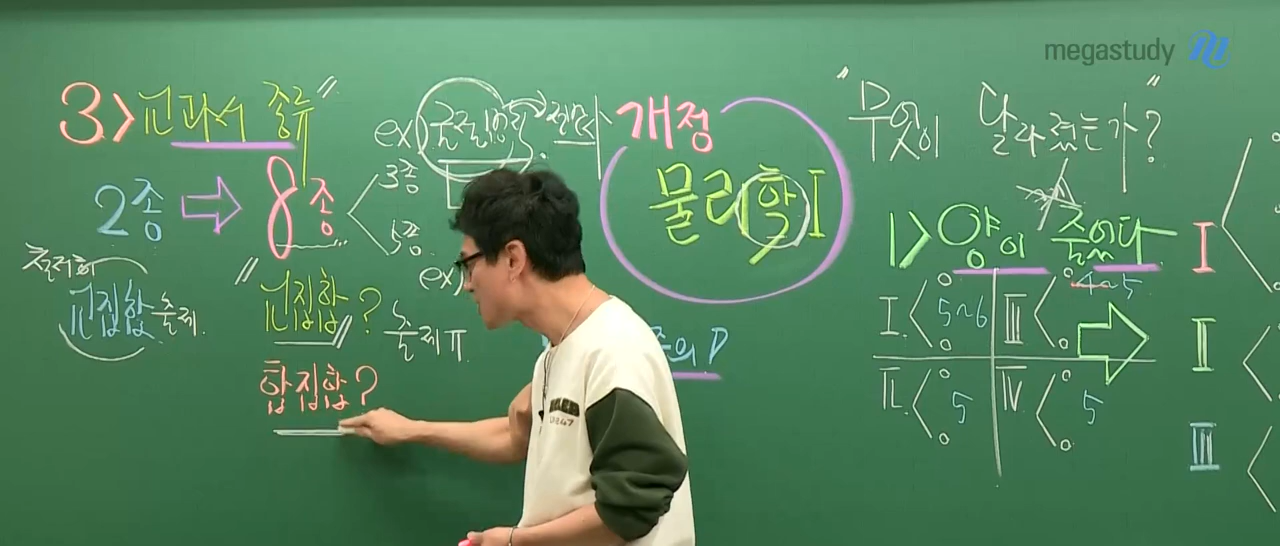 megastudy
3> 교과서 종류"
2종 ⇨ 8종
3종
5종
교집합 출제.
"교집합?"
합집합?
ex)
출제
ex)
개정
물리학 I
"무엇이 달라졌는가?"
1> 양이 줄었다
I 5~6
III 4~5
II 5
IV 5
I
II
III